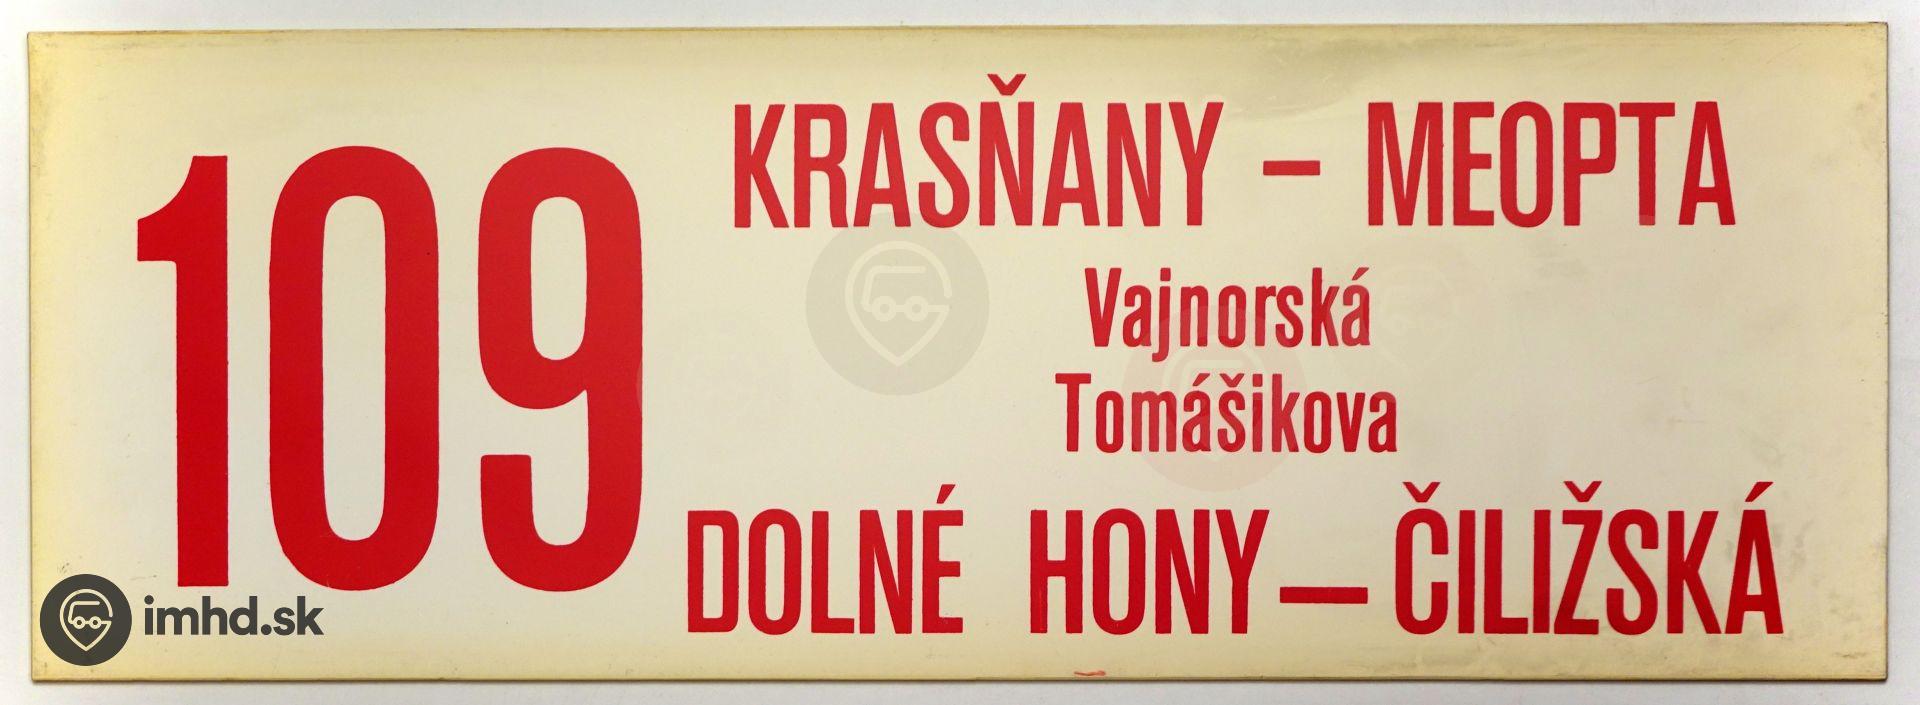 109
KRASŇANY – MEOPTA
Vajnorská
Tomášikova
DOLNÉ HONY – ČILIŽSKÁ
imhd.sk